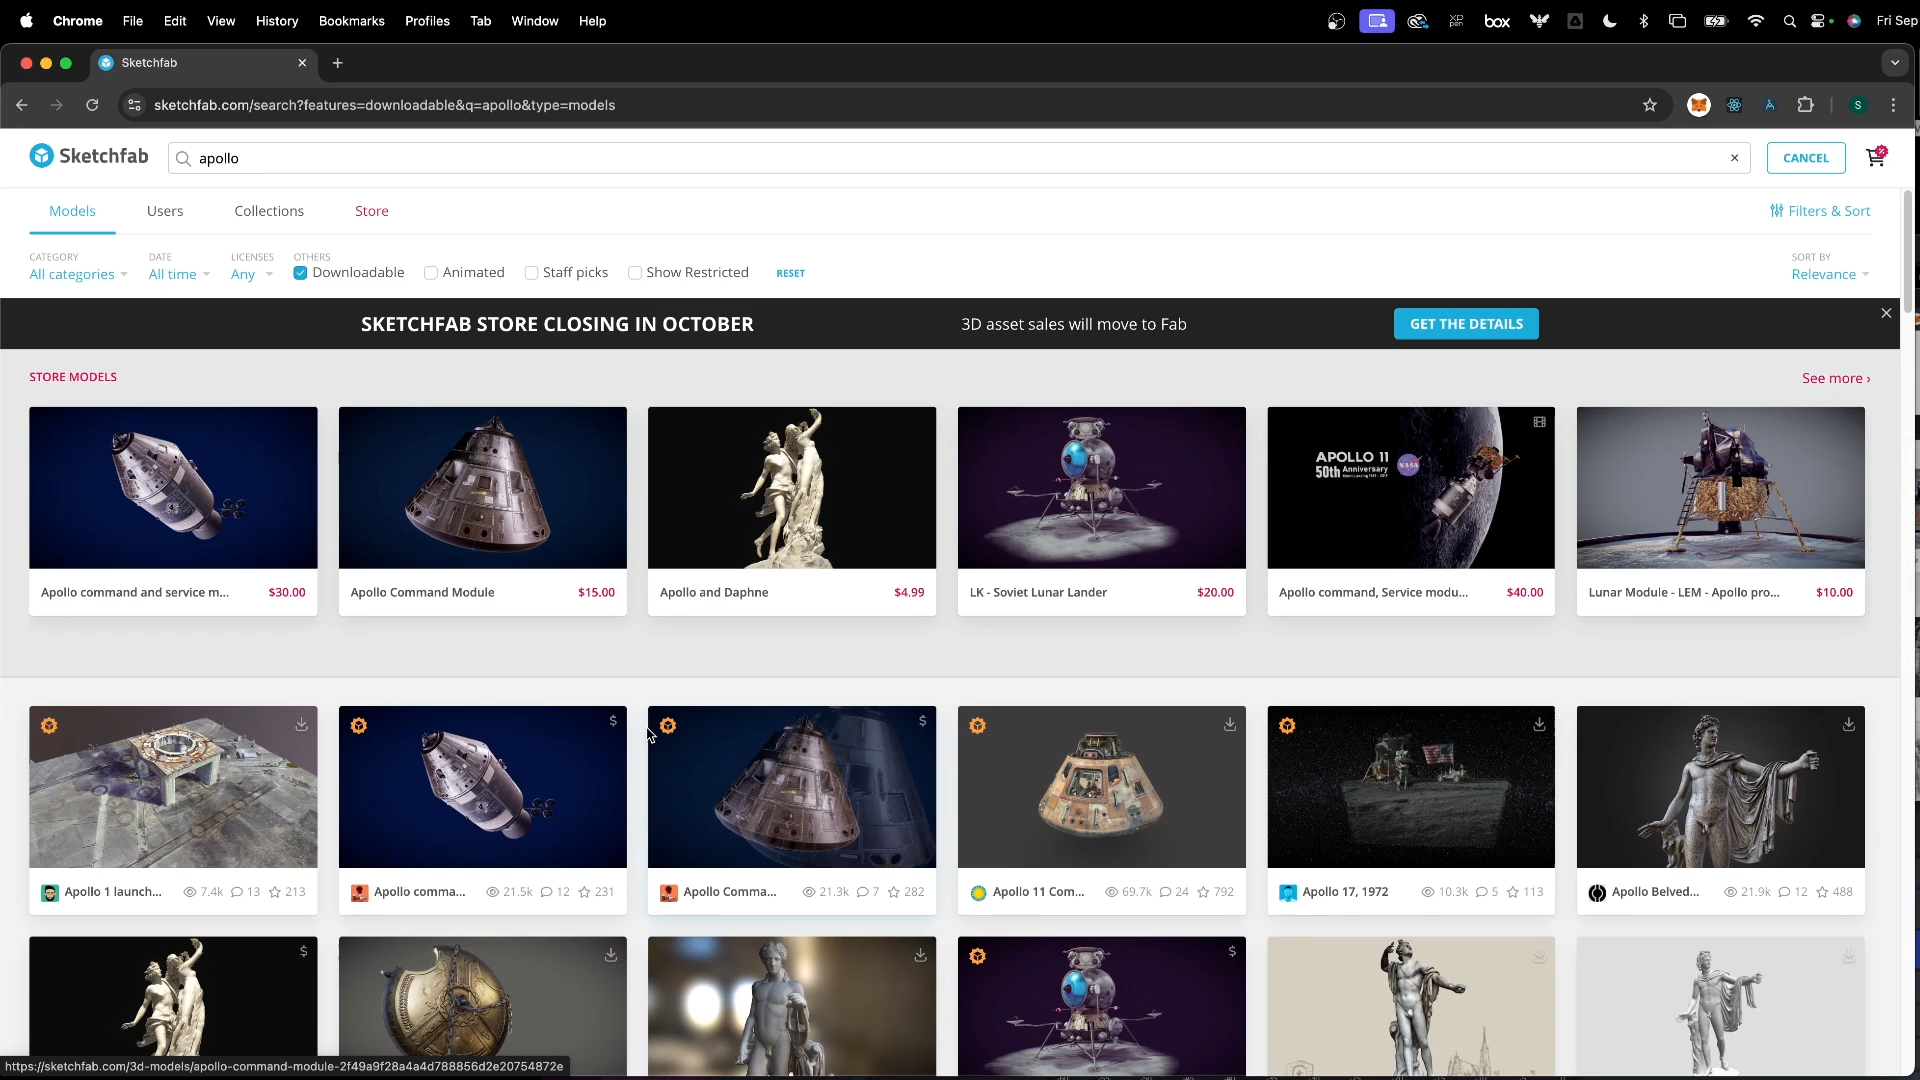 Chrome File Edit View History Bookmarks Profiles Tab Window Help box Fri Sep
Sketchfab
sketchfab.com/search?features=downloadable&q=apollo&type=models S
Sketchfab apollo CANCEL
Models Users Collections Store Filters & Sort
CATEGORY DATE LICENSES OTHERS SORT BY
All categories All time Any Downloadable Animated Staff picks Show Restricted RESET Relevance
SKETCHFAB STORE CLOSING IN OCTOBER 3D asset sales will move to Fab GET THE DETAILS
STORE MODELS See more ›
APOLLO 11
50th Anniversary
NASA
Apollo command and service m... $30.00 Apollo Command Module $15.00 Apollo and Daphne $4.99 LK - Soviet Lunar Lander $20.00 Apollo command, Service modu... $40.00 Lunar Module - LEM - Apollo pro... $10.00
$ $
Apollo 1 launch... 7.4k 13 213 Apollo comma... 21.5k 12 231 Apollo Comma... 21.3k 7 282 Apollo 11 Com... 69.7k 24 792 Apollo 17, 1972 10.3k 5 113 Apollo Belved... 21.9k 12 488
$ $
https://sketchfab.com/3d-models/apollo-command-module-2f49a9f28a4a4d788856d2e20754872e